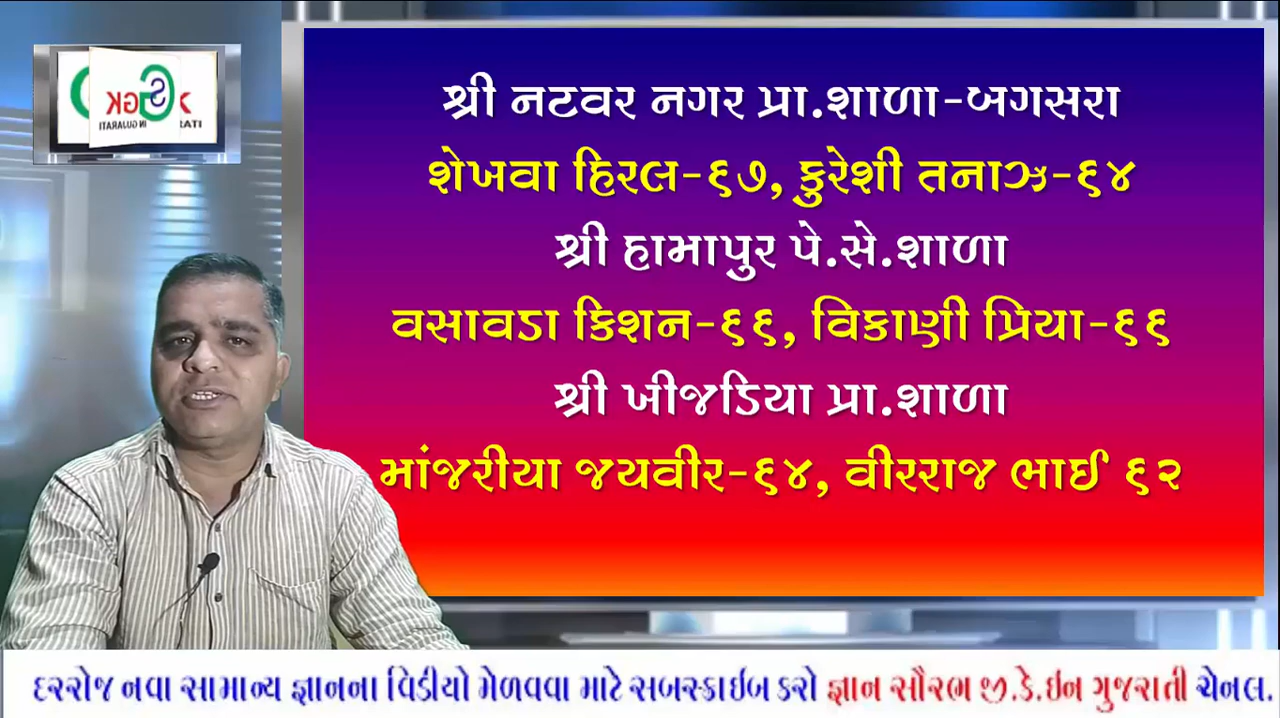 શ્રી નટવર નગર પ્રા.શાળા-બગસરા
શેખવા હિરલ-૬૭, કુરેશી તનાઝ-૬૪
શ્રી હામાપુર પે.સે.શાળા
વસાવડા કિશન-૬૬, વિકાણી પ્રિયા-૬૬
શ્રી ખીજડિયા પ્રા.શાળા
માંજરીયા જયવીર-૬૪, વીરરાજ ભાઈ ૬૨
દરરોજ નવા સામાન્ય જ્ઞાનના વિડીયો મેળવવા માટે સબસ્ક્રાઇબ કરો જ્ઞાન સૌરભ જી.કે.ઇન ગુજરાતી ચેનલ.